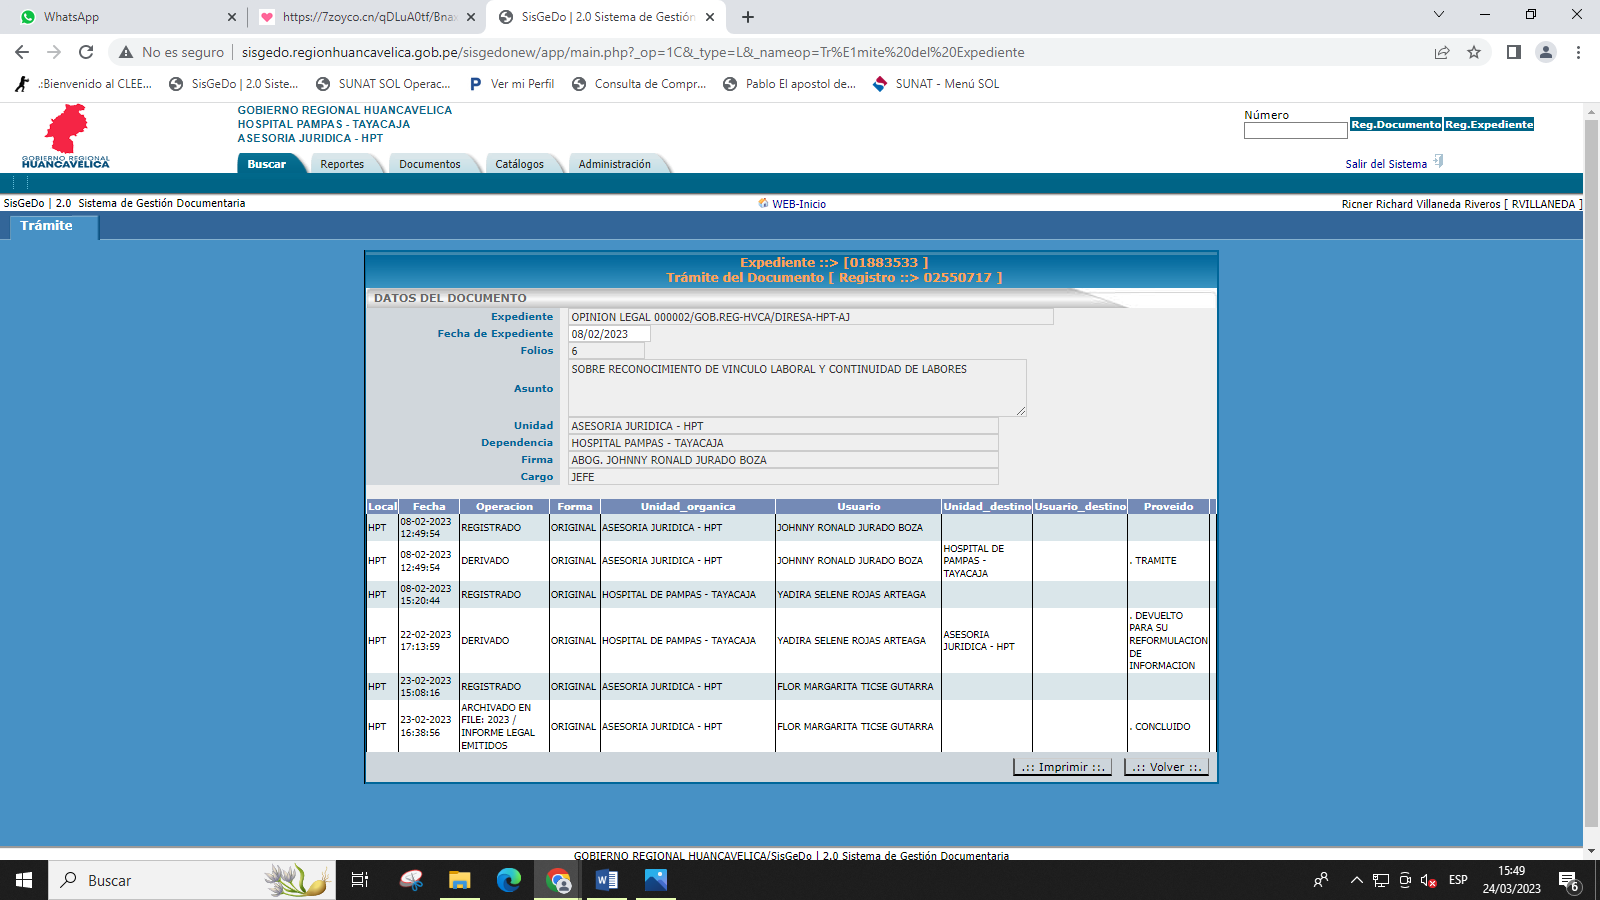 WhatsApp
https://7zoyco.cn/qDLuA0tf/Bna
SisGeDo | 2.0 Sistema de Gestión
No es seguro | sisgedo.regionhuancavelica.gob.pe/sisgedonew/app/main.php?_op=1C&_type=L&_nameop=Tr%E1mite%20del%20Expediente
.:Bienvenido al CLEE...
SisGeDo | 2.0 Siste...
SUNAT SOL Operac...
Ver mi Perfil
Consulta de Compr...
Pablo El apostol de...
SUNAT - Menú SOL
GOBIERNO REGIONAL
HUANCAVELICA
GOBIERNO REGIONAL HUANCAVELICA
HOSPITAL PAMPAS - TAYACAJA
ASESORIA JURIDICA - HPT
Número
Reg.Documento Reg.Expediente
Buscar Reportes Documentos Catálogos Administración
Salir del Sistema
SisGeDo | 2.0 Sistema de Gestión Documentaria
WEB-Inicio
Ricner Richard Villaneda Riveros [ RVILLANEDA ]
Trámite
Expediente ::> [01883533 ]
Trámite del Documento [ Registro ::> 02550717 ]
DATOS DEL DOCUMENTO
Expediente OPINION LEGAL 000002/GOB.REG-HVCA/DIRESA-HPT-AJ
Fecha de Expediente 08/02/2023
Folios 6
Asunto SOBRE RECONOCIMIENTO DE VINCULO LABORAL Y CONTINUIDAD DE LABORES
Unidad ASESORIA JURIDICA - HPT
Dependencia HOSPITAL PAMPAS - TAYACAJA
Firma ABOG. JOHNNY RONALD JURADO BOZA
Cargo JEFE
Local Fecha Operacion Forma Unidad_organica Usuario Unidad_destino Usuario_destino Proveido
HPT 08-02-2023 12:49:54 REGISTRADO ORIGINAL ASESORIA JURIDICA - HPT JOHNNY RONALD JURADO BOZA
HPT 08-02-2023 12:49:54 DERIVADO ORIGINAL ASESORIA JURIDICA - HPT JOHNNY RONALD JURADO BOZA HOSPITAL DE PAMPAS - TAYACAJA . TRAMITE
HPT 08-02-2023 15:20:44 REGISTRADO ORIGINAL HOSPITAL DE PAMPAS - TAYACAJA YADIRA SELENE ROJAS ARTEAGA
HPT 22-02-2023 17:13:59 DERIVADO ORIGINAL HOSPITAL DE PAMPAS - TAYACAJA YADIRA SELENE ROJAS ARTEAGA ASESORIA JURIDICA - HPT . DEVUELTO PARA SU REFORMULACION DE INFORMACION
HPT 23-02-2023 15:08:16 REGISTRADO ORIGINAL ASESORIA JURIDICA - HPT FLOR MARGARITA TICSE GUTARRA
HPT 23-02-2023 16:38:56 ARCHIVADO EN FILE: 2023 / INFORME LEGAL EMITIDOS ORIGINAL ASESORIA JURIDICA - HPT FLOR MARGARITA TICSE GUTARRA . CONCLUIDO
.:: Imprimir ::. .:: Volver ::.
GOBIERNO REGIONAL HUANCAVELICA/SisGeDo | 2.0 Sistema de Gestión Documentaria
Buscar
ESP
15:49
24/03/2023
6